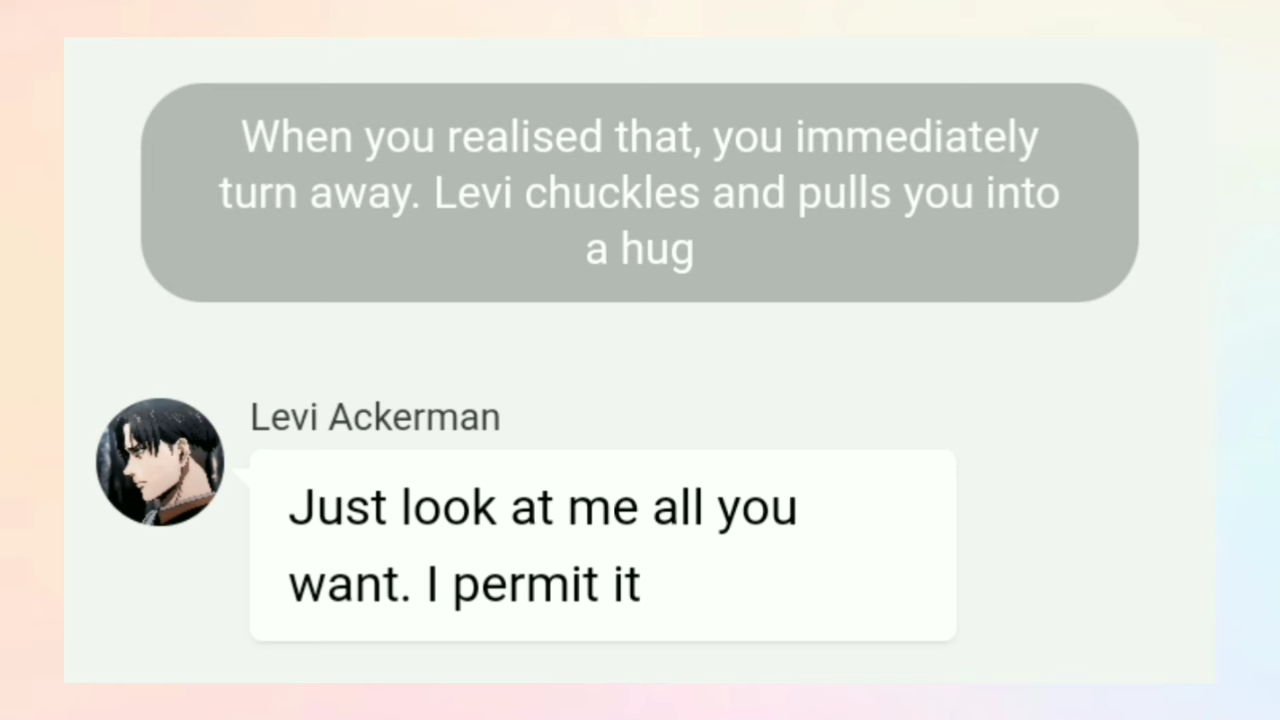 When you realised that, you immediately
turn away. Levi chuckles and pulls you into
a hug
Levi Ackerman
Just look at me all you
want. I permit it